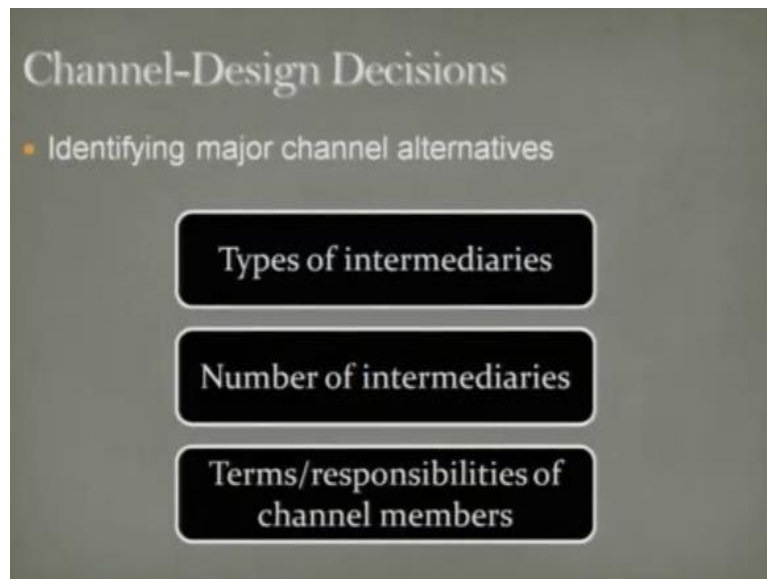 Channel-Design Decisions
• Identifying major channel alternatives
Types of intermediaries
Number of intermediaries
Terms/responsibilities of
channel members